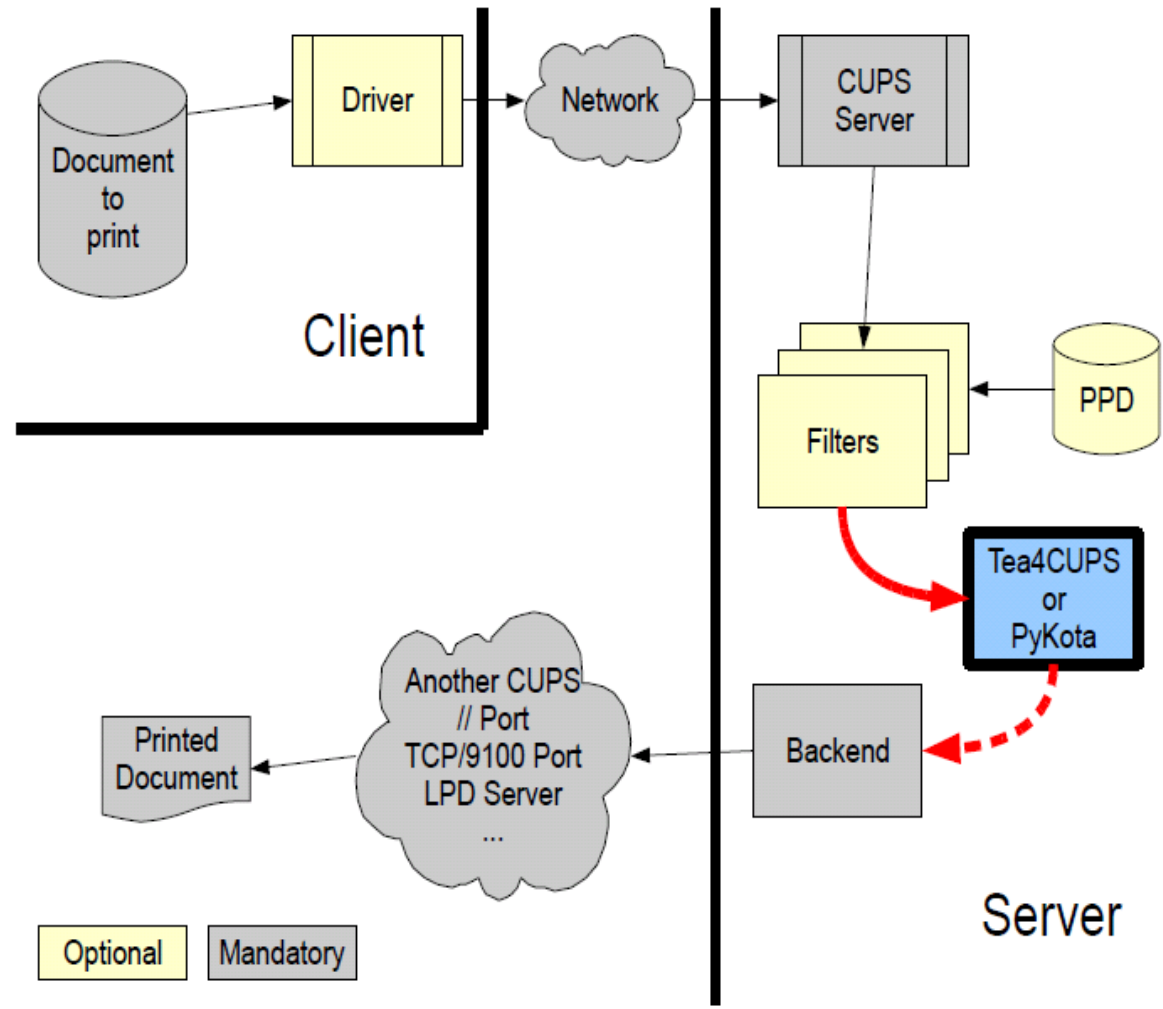 Document
to
print
Driver
Client
Network
CUPS
Server
Filters
PPD
Tea4CUPS
or
PyKota
Backend
Another CUPS
// Port
TCP/9100 Port
LPD Server
...
Printed
Document
Server
Optional
Mandatory